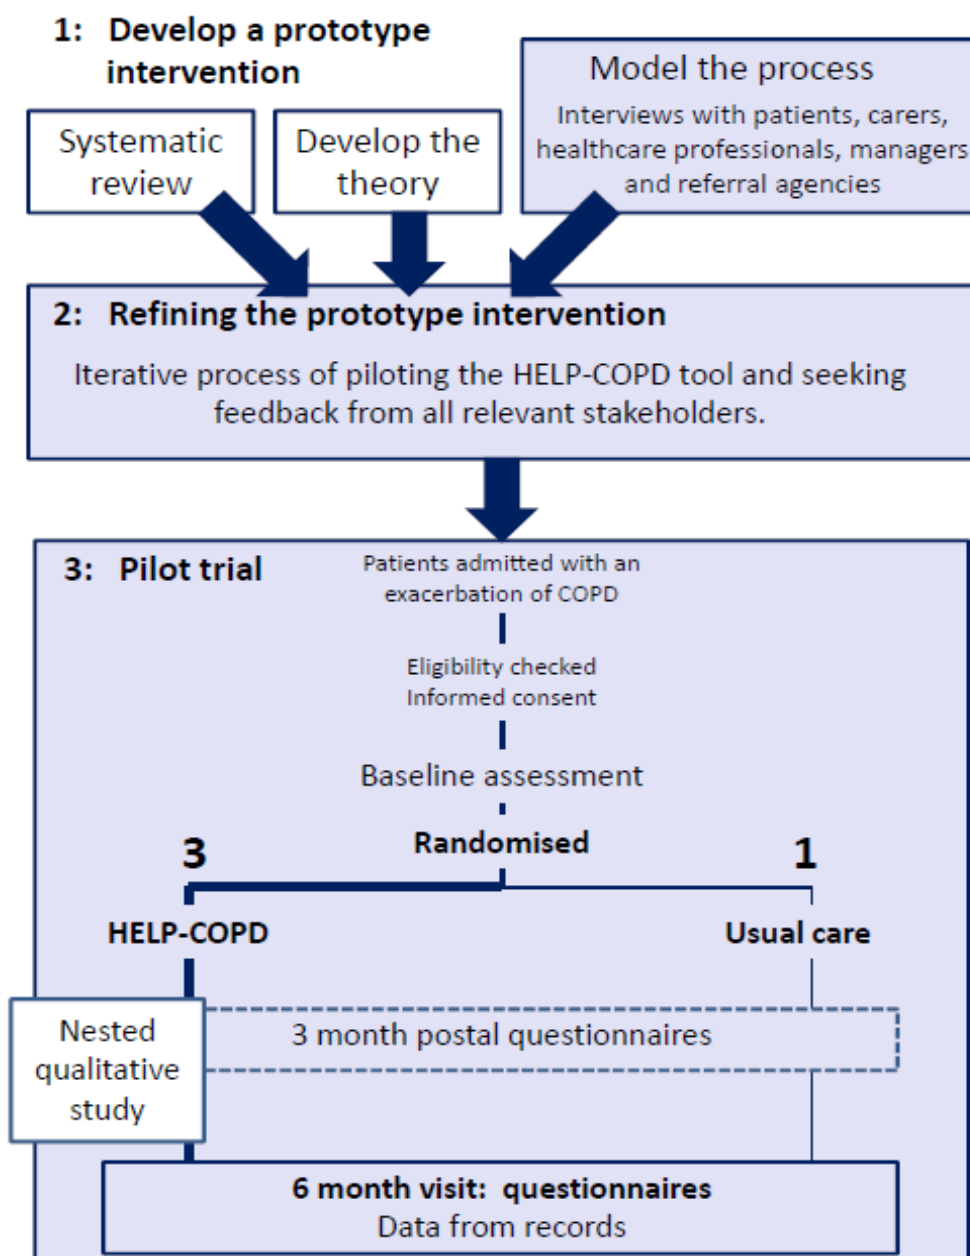 1: Develop a prototype
intervention
Systematic
review
Develop the
theory
Model the process
Interviews with patients, carers,
healthcare professionals, managers
and referral agencies
2: Refining the prototype intervention
Iterative process of piloting the HELP-COPD tool and seeking
feedback from all relevant stakeholders.
3: Pilot trial
Patients admitted with an
exacerbation of COPD
Eligibility checked
Informed consent
Baseline assessment
Randomised
3
1
HELP-COPD
Usual care
Nested
qualitative
study
3 month postal questionnaires
6 month visit: questionnaires
Data from records